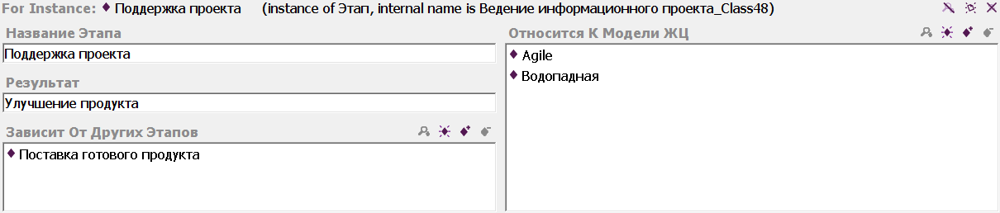 For Instance: Поддержка проекта (instance of Этап, internal name is Ведение информационного проекта_Class48)
Название Этапа
Поддержка проекта
Результат
Улучшение продукта
Зависит От Других Этапов
Поставка готового продукта
Относится К Модели ЖЦ
Agile
Водопадная